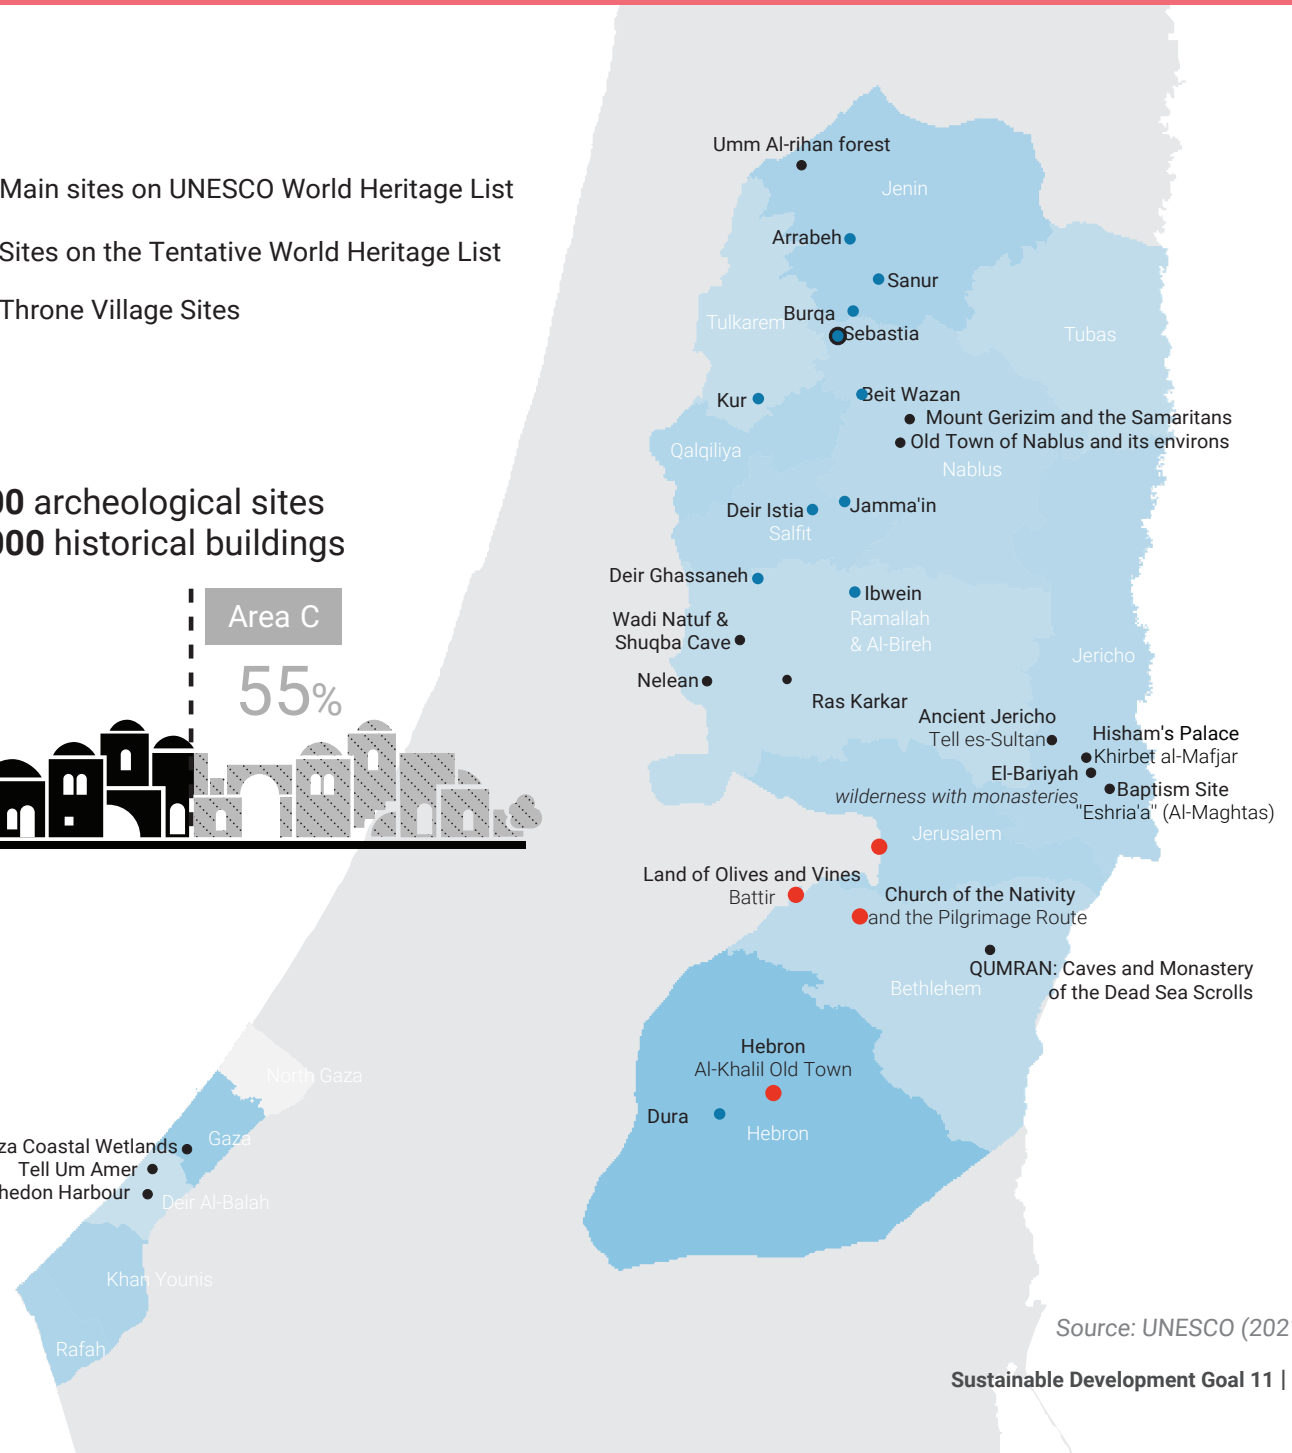 Main sites on UNESCO World Heritage List
Sites on the Tentative World Heritage List
Throne Village Sites
00 archeological sites
000 historical buildings
Area C
55%
Umm Al-rihan forest
Jenin
Arrabeh
Sanur
Burqa
Tulkarem
Sebastia
Tubas
Kur
Beit Wazan
Mount Gerizim and the Samaritans
Old Town of Nablus and its environs
Qalqiliya
Nablus
Deir Istia
Jamma'in
Salfit
Deir Ghassaneh
Ibwein
Wadi Natuf &
Shuqba Cave
Ramallah
& Al-Bireh
Jericho
Nelean
Ras Karkar
Ancient Jericho
Tell es-Sultan
Hisham's Palace
Khirbet al-Mafjar
El-Bariyah
wilderness with monasteries
Baptism Site
"Eshria'a" (Al-Maghtas)
Jerusalem
Land of Olives and Vines
Battir
Church of the Nativity
and the Pilgrimage Route
QUMRAN: Caves and Monastery
of the Dead Sea Scrolls
Bethlehem
Hebron
Al-Khalil Old Town
Dura
Hebron
North Gaza
Gaza
za Coastal Wetlands
Tell Um Amer
hedon Harbour
Deir Al-Balah
Khan Younis
Rafah
Source: UNESCO (202
Sustainable Development Goal 11 |